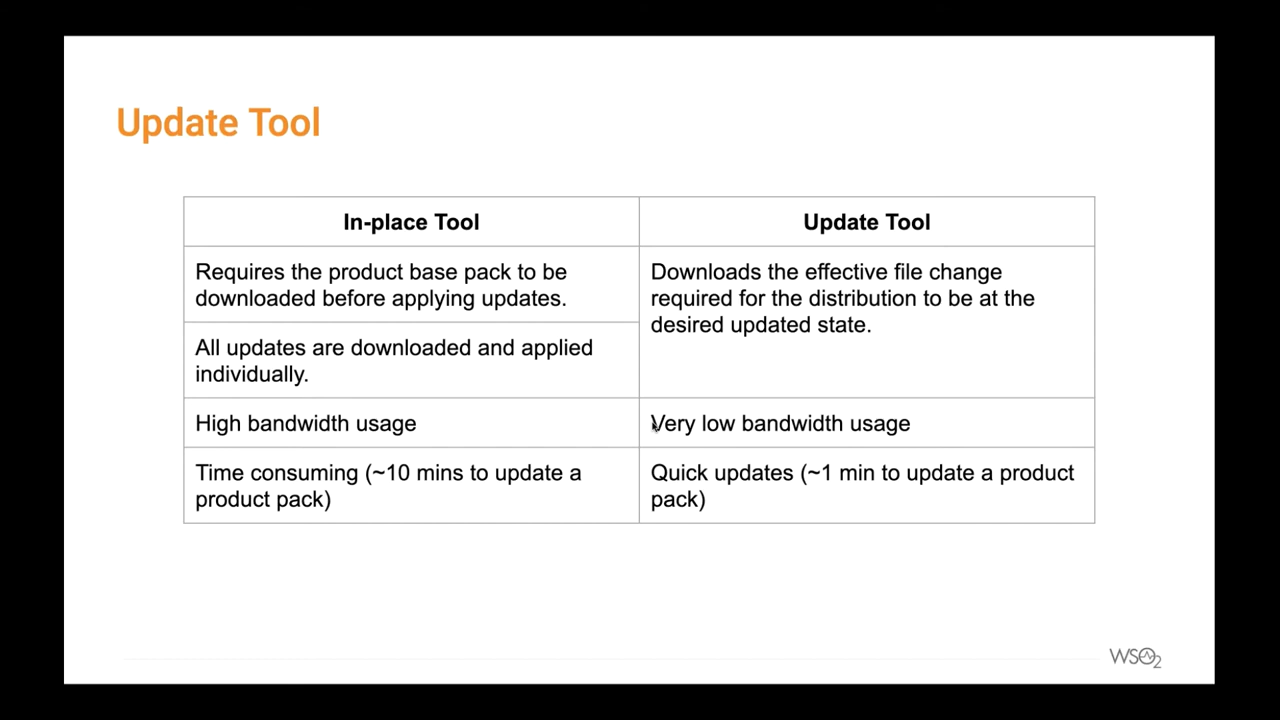 Update Tool
In-place Tool
Update Tool
Requires the product base pack to be
downloaded before applying updates.
Downloads the effective file change
required for the distribution to be at the
desired updated state.
All updates are downloaded and applied
individually.
High bandwidth usage
Very low bandwidth usage
Time consuming (~10 mins to update a
product pack)
Quick updates (~1 min to update a product
pack)
WSO2